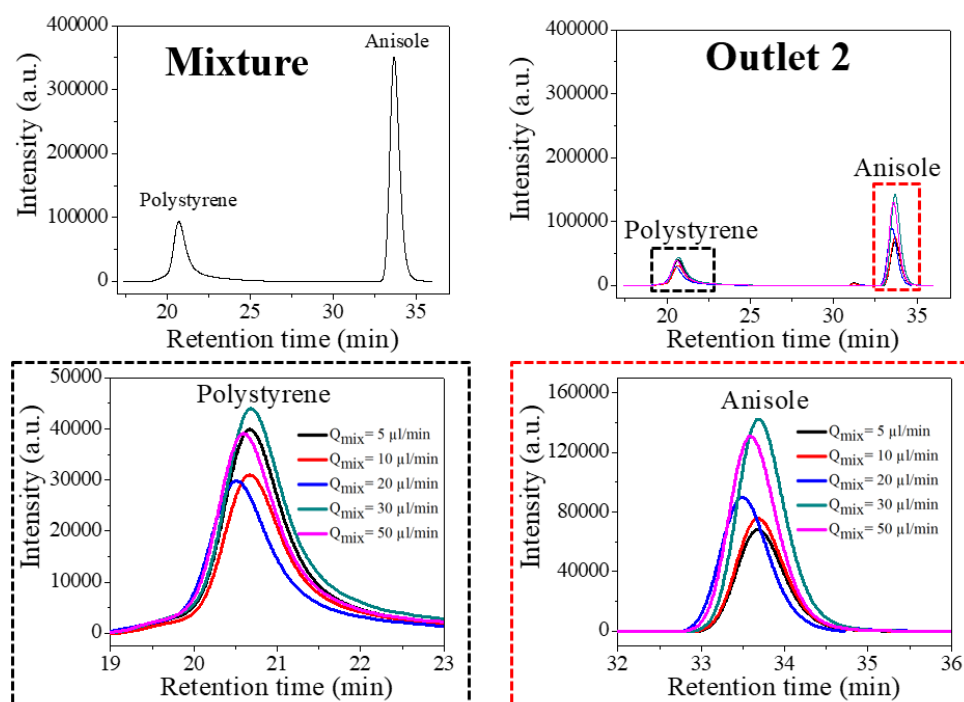 Mixture
Intensity (a.u.)
400000
300000
200000
100000
0
Polystyrene
Anisole
20
25
30
35
Retention time (min)
Outlet 2
Intensity (a.u.)
400000
300000
200000
100000
0
Polystyrene
Anisole
20
25
30
35
Retention time (min)
Polystyrene
Intensity (a.u.)
50000
40000
30000
20000
10000
0
Qmix= 5 µl/min
Qmix= 10 µl/min
Qmix= 20 µl/min
Qmix= 30 µl/min
Qmix= 50 µl/min
19
20
21
22
23
Retention time (min)
Anisole
Intensity (a.u.)
160000
120000
80000
40000
0
Qmix= 5 µl/min
Qmix= 10 µl/min
Qmix= 20 µl/min
Qmix= 30 µl/min
Qmix= 50 µl/min
32
33
34
35
36
Retention time (min)